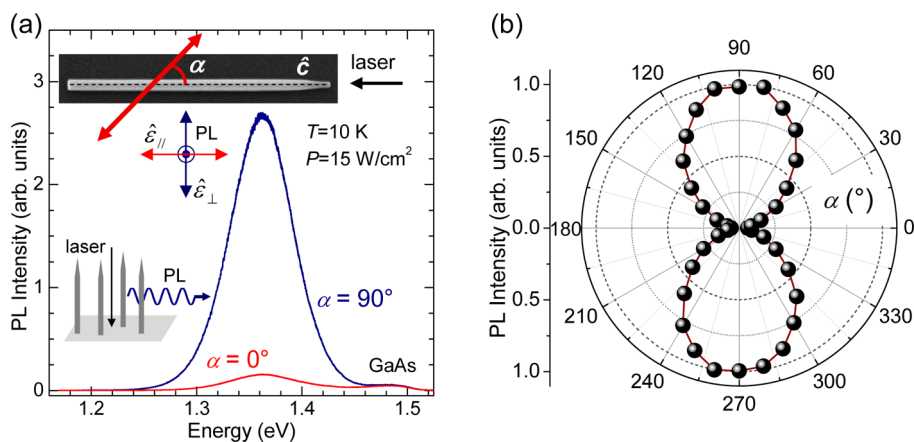 (a)
PL Intensity (arb. units)
3
2
1
0
α
ĉ
laser
ε̂//
PL
ε̂⊥
T=10 K
P=15 W/cm²
laser
PL
α = 90°
α = 0°
GaAs
1.2 1.3 1.4 1.5
Energy (eV)
(b)
PL Intensity (arb. units)
1.0
0.5
0.0
0.5
1.0
90
120 60
150 30
180 0
α (°)
210 330
240 300
270